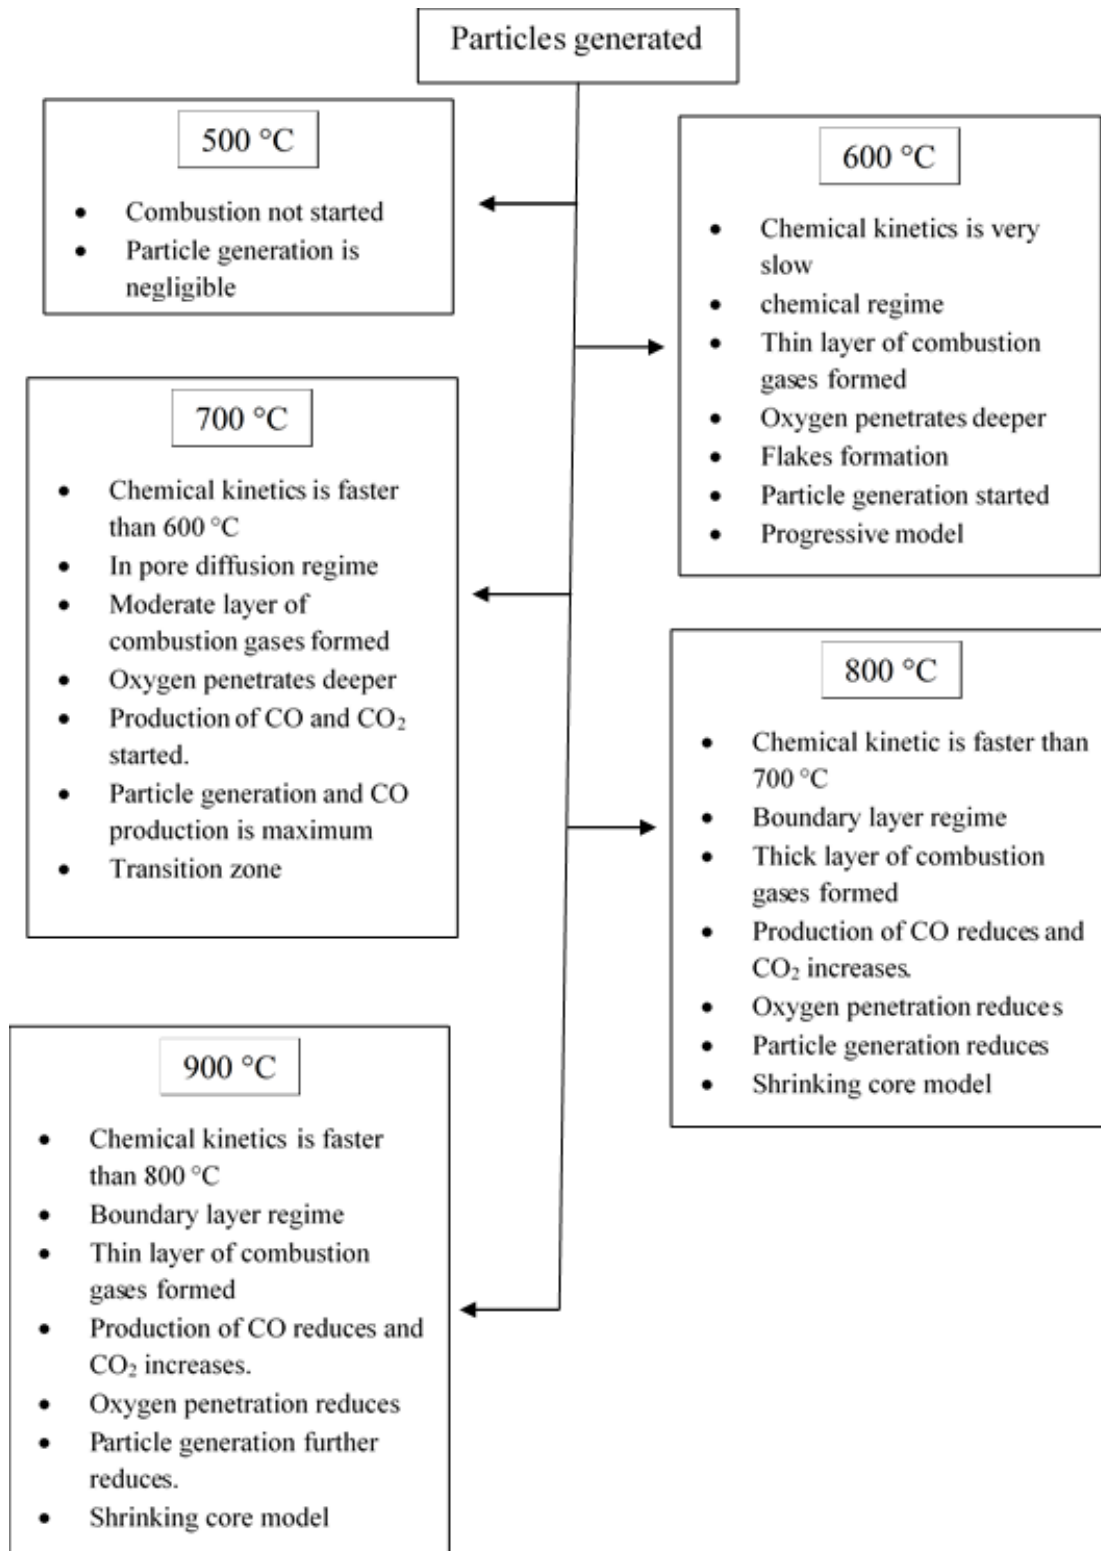 Particles generated
500 °C
• Combustion not started
• Particle generation is
negligible
600 °C
• Chemical kinetics is very
slow
• chemical regime
• Thin layer of combustion
gases formed
• Oxygen penetrates deeper
• Flakes formation
• Particle generation started
• Progressive model
700 °C
• Chemical kinetics is faster
than 600 °C
• In pore diffusion regime
• Moderate layer of
combustion gases formed
• Oxygen penetrates deeper
• Production of CO and CO₂
started.
• Particle generation and CO
production is maximum
• Transition zone
800 °C
• Chemical kinetic is faster than
700 °C
• Boundary layer regime
• Thick layer of combustion
gases formed
• Production of CO reduces and
CO₂ increases.
• Oxygen penetration reduces
• Particle generation reduces
• Shrinking core model
900 °C
• Chemical kinetics is faster
than 800 °C
• Boundary layer regime
• Thin layer of combustion
gases formed
• Production of CO reduces and
CO₂ increases.
• Oxygen penetration reduces
• Particle generation further
reduces.
• Shrinking core model